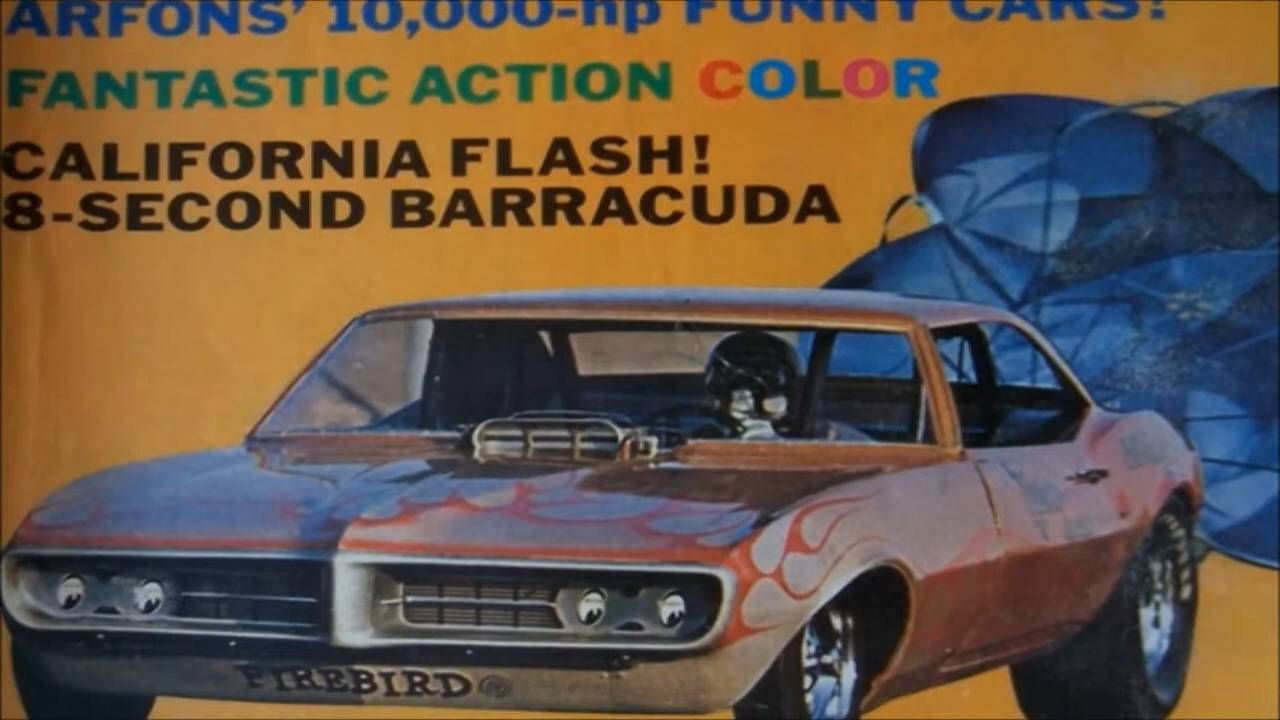 ARFONS' 10,000-hp FUNNY CARS!
FANTASTIC ACTION COLOR
CALIFORNIA FLASH!
8-SECOND BARRACUDA
FIREBIRD